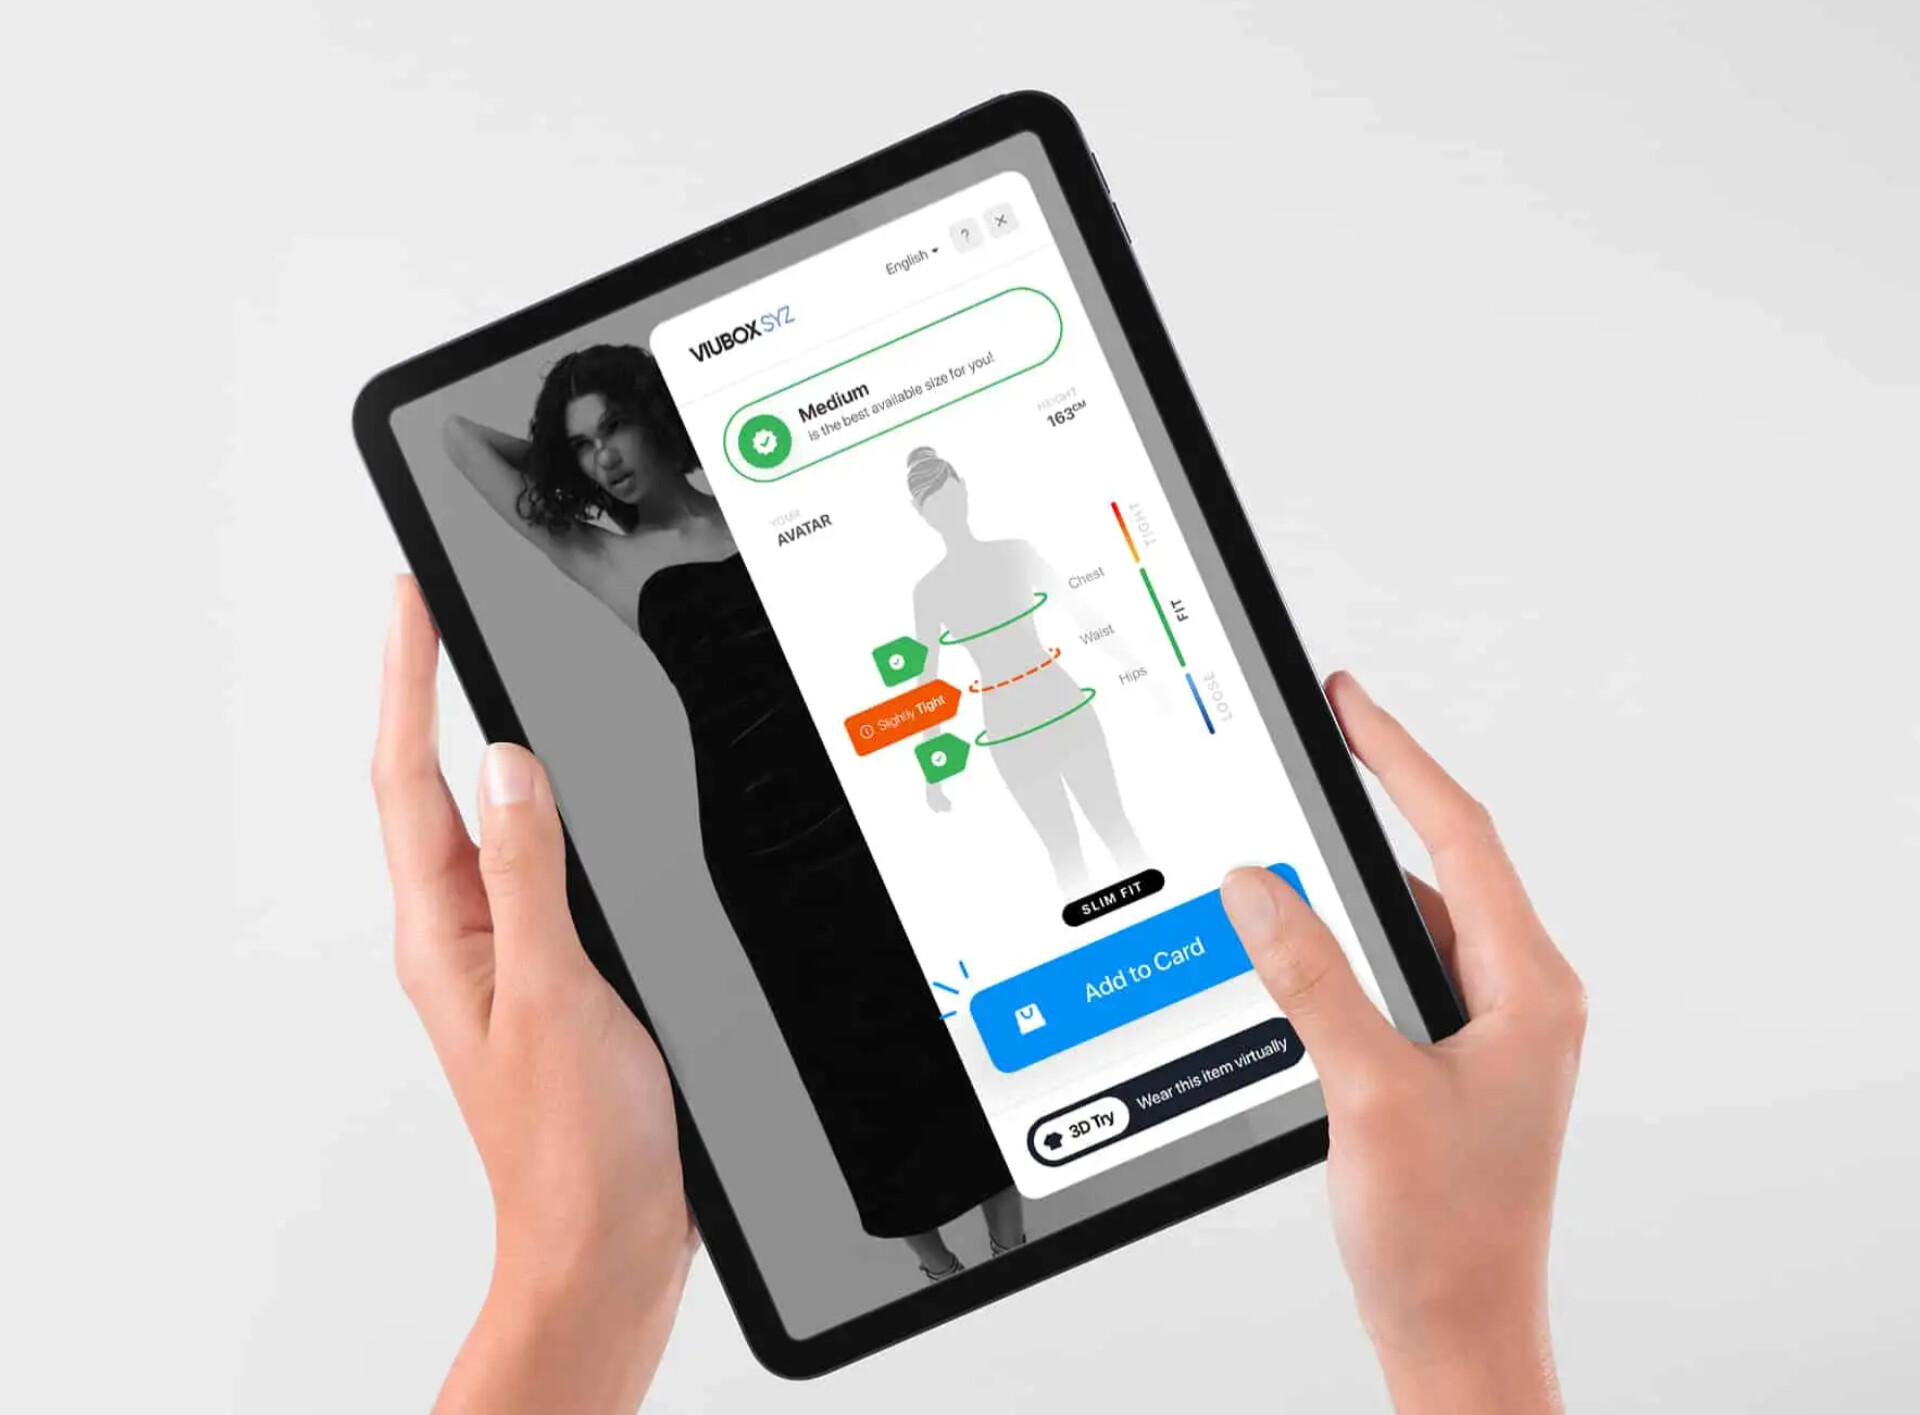 English
?
VIUBOX SYZ
Medium
is the best available size for you!
HEIGHT
163CM
YOUR
AVATAR
TIGHT
Chest
FIT
Waist
Hips
LOOSE
Slightly Tight
SLIM FIT
Add to Card
3D Try
Wear this item virtually